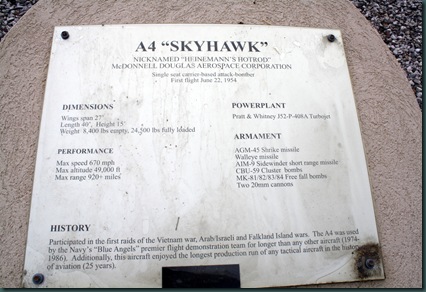 A4 “SKYHAWK”
NICKNAMED “HEINEMANN'S HOTROD”
McDONNELL DOUGLAS AEROSPACE CORPORATION
Single seat carrier-based attack-bomber
First flight June 22, 1954
DIMENSIONS
Wings span 27'
Length 40', Height 15'
Weight 8,400 lbs empty, 24,500 lbs fully loaded
PERFORMANCE
Max speed 670 mph
Max altitude 49,000 ft
Max range 920+ miles
POWERPLANT
Pratt & Whitney J52-P-408A Turbojet
ARMAMENT
AGM-45 Shrike missile
Walleye missile
AIM-9 Sidewinder short range missile
CBU-59 Cluster bombs
MK-81/82/83/84 Free fall bombs
Two 20mm cannons
HISTORY
Participated in the first raids of the Vietnam war, Arab/Israeli and Falkland Island wars. The A4 was used
by the Navy's “Blue Angels” premier flight demonstration team for longer than any other aircraft (1974-
1986). Additionally, this aircraft enjoyed the longest production run of any tactical aircraft in the history
of aviation (25 years).